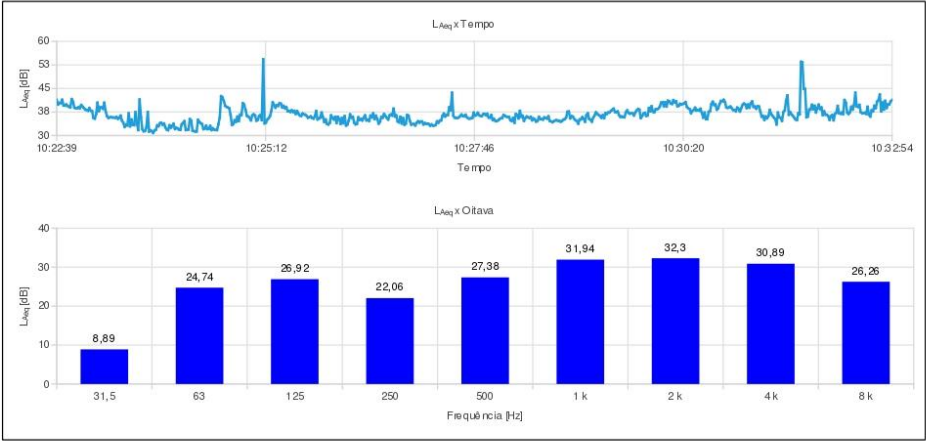 LAeq x Tempo
LAeq [dB]
60
53
45
38
30
10:22:39
10:25:12
10:27:46
10:30:20
10:32:54
Tempo
LAeq x Oitava
LAeq [dB]
40
30
20
10
0
8,89
24,74
26,92
22,06
27,38
31,94
32,3
30,89
26,26
31,5
63
125
250
500
1 k
2 k
4 k
8 k
Frequência [Hz]